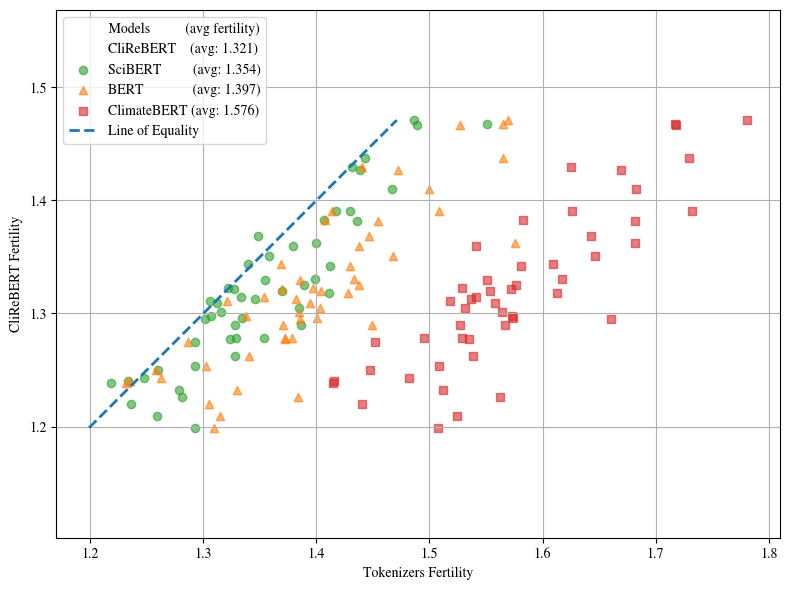 Models (avg fertility)
CliReBERT (avg: 1.321)
SciBERT (avg: 1.354)
BERT (avg: 1.397)
ClimateBERT (avg: 1.576)
Line of Equality
CliReBERT Fertility
1.5
1.4
1.3
1.2
1.2 1.3 1.4 1.5 1.6 1.7 1.8
Tokenizers Fertility